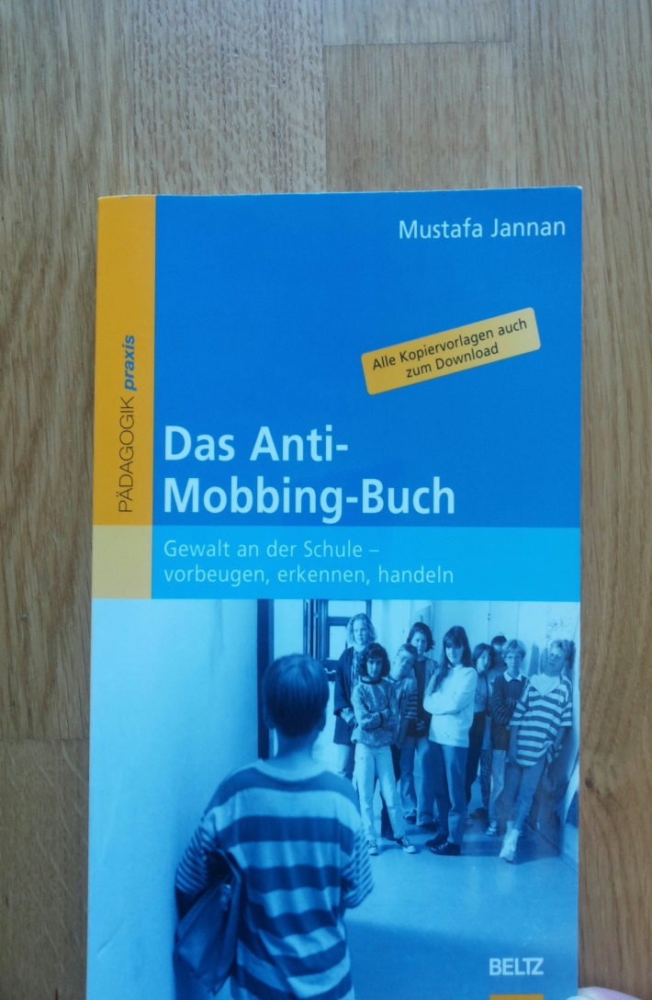 Mustafa Jannan
Alle Kopiervorlagen auch
zum Download
PÄDAGOGIK praxis
Das Anti-
Mobbing-Buch
Gewalt an der Schule –
vorbeugen, erkennen, handeln
BELTZ